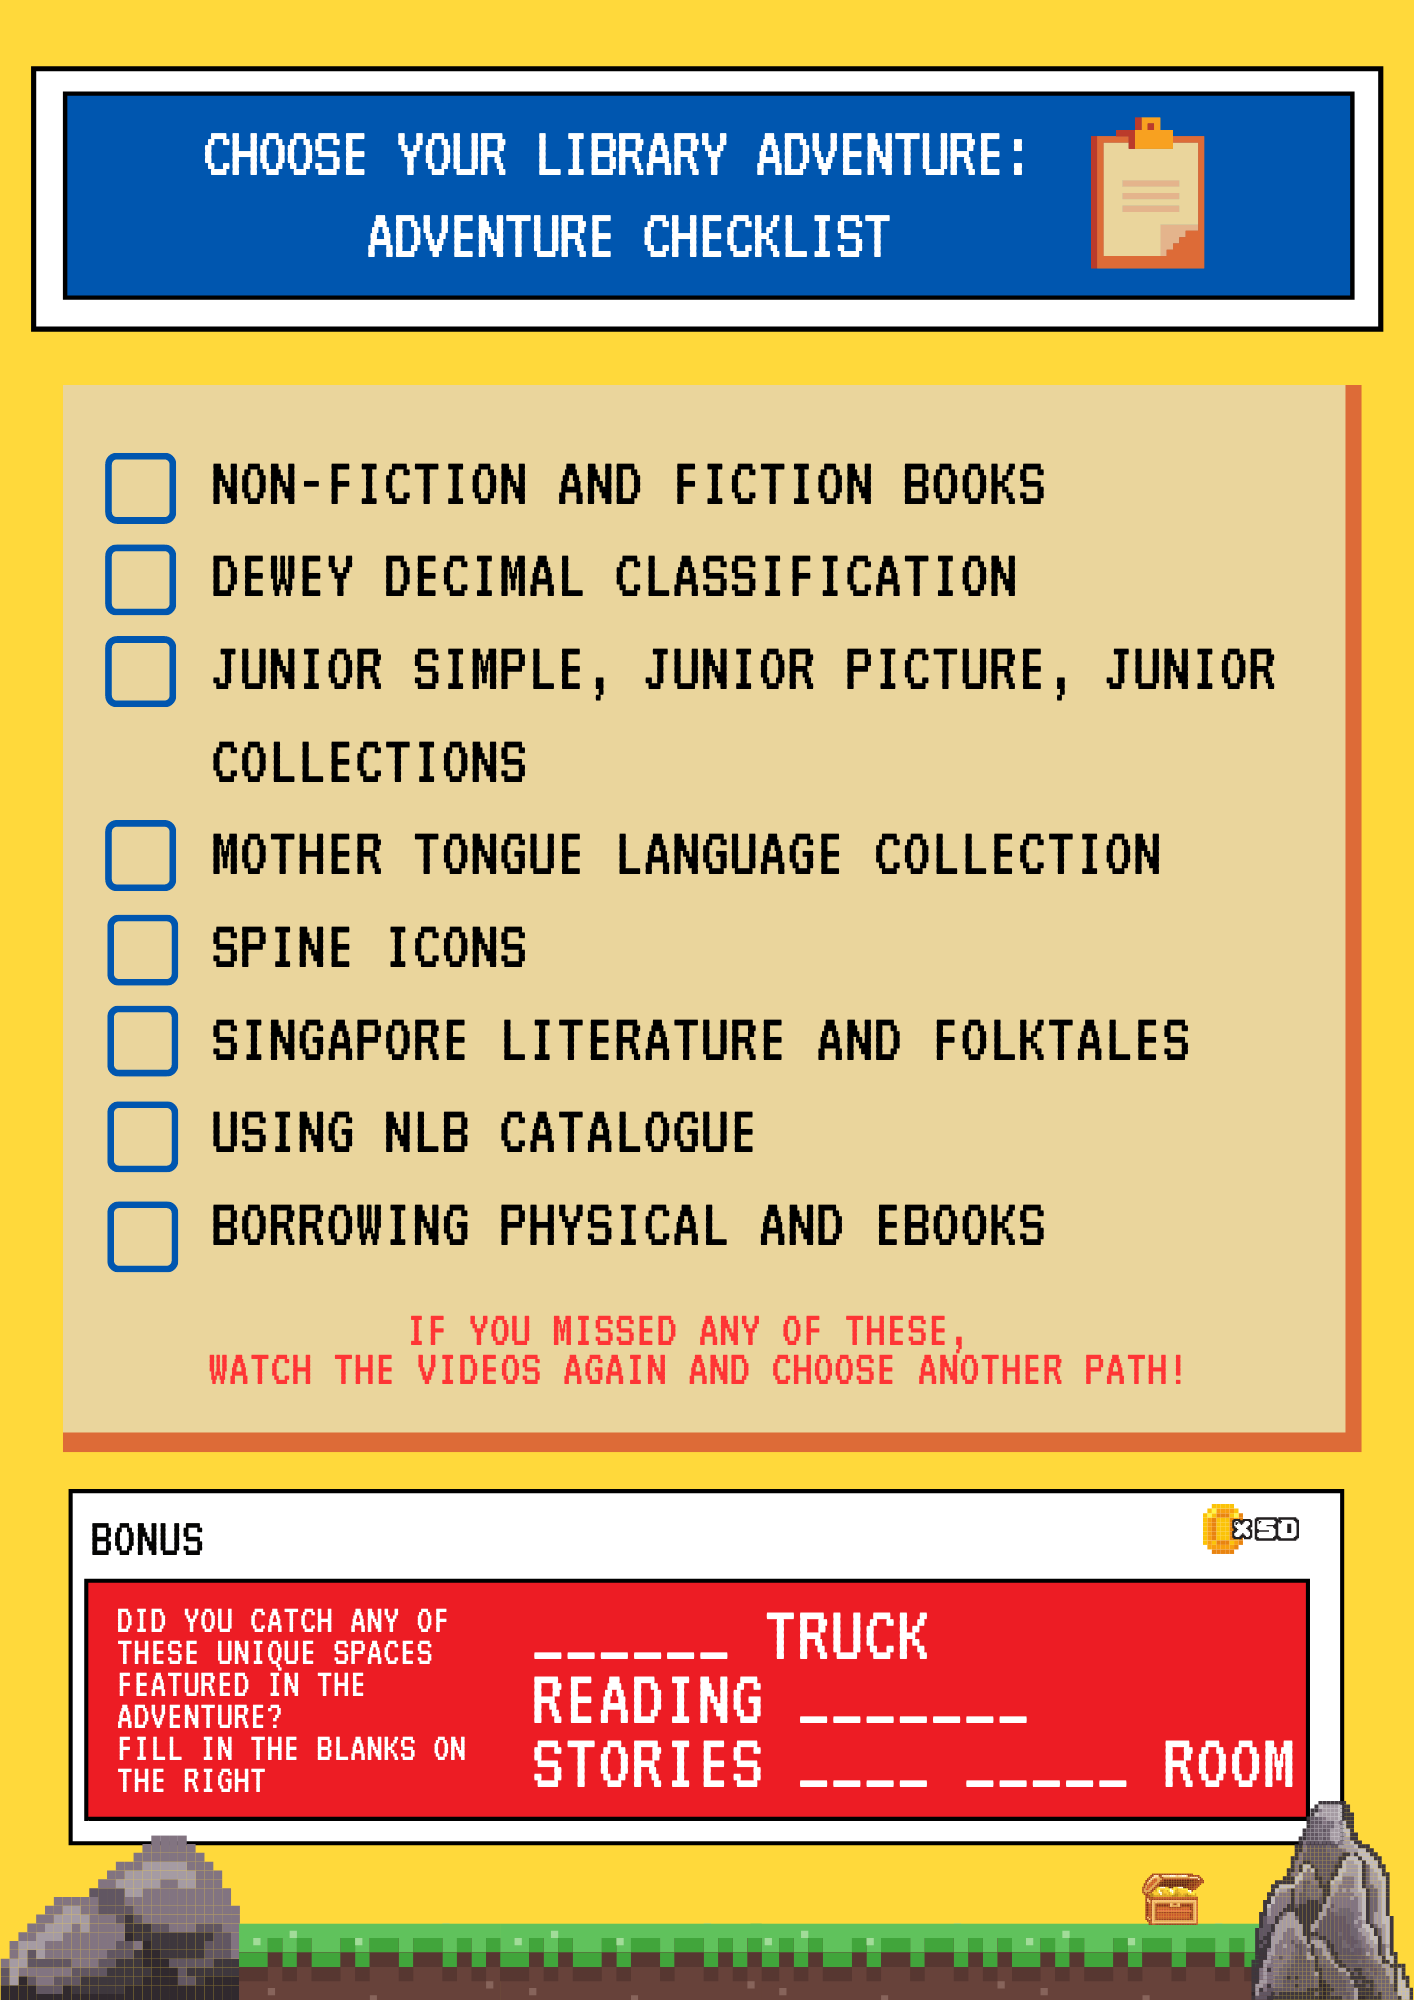 CHOOSE YOUR LIBRARY ADVENTURE:
ADVENTURE CHECKLIST
NON-FICTION AND FICTION BOOKS
DEWEY DECIMAL CLASSIFICATION
JUNIOR SIMPLE, JUNIOR PICTURE, JUNIOR
COLLECTIONS
MOTHER TONGUE LANGUAGE COLLECTION
SPINE ICONS
SINGAPORE LITERATURE AND FOLKTALES
USING NLB CATALOGUE
BORROWING PHYSICAL AND EBOOKS
IF YOU MISSED ANY OF THESE,
WATCH THE VIDEOS AGAIN AND CHOOSE ANOTHER PATH!
BONUS
x50
DID YOU CATCH ANY OF
THESE UNIQUE SPACES
FEATURED IN THE
ADVENTURE?
FILL IN THE BLANKS ON
THE RIGHT
______ TRUCK
READING _______
STORIES ____ _____ ROOM